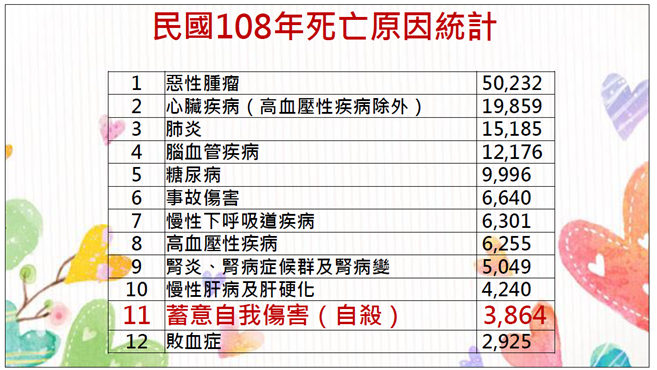 民國108年死亡原因統計
1 惡性腫瘤 50,232
2 心臟疾病（高血壓性疾病除外） 19,859
3 肺炎 15,185
4 腦血管疾病 12,176
5 糖尿病 9,996
6 事故傷害 6,640
7 慢性下呼吸道疾病 6,301
8 高血壓性疾病 6,255
9 腎炎、腎病症候群及腎病變 5,049
10 慢性肝病及肝硬化 4,240
11 蓄意自我傷害（自殺） 3,864
12 敗血症 2,925